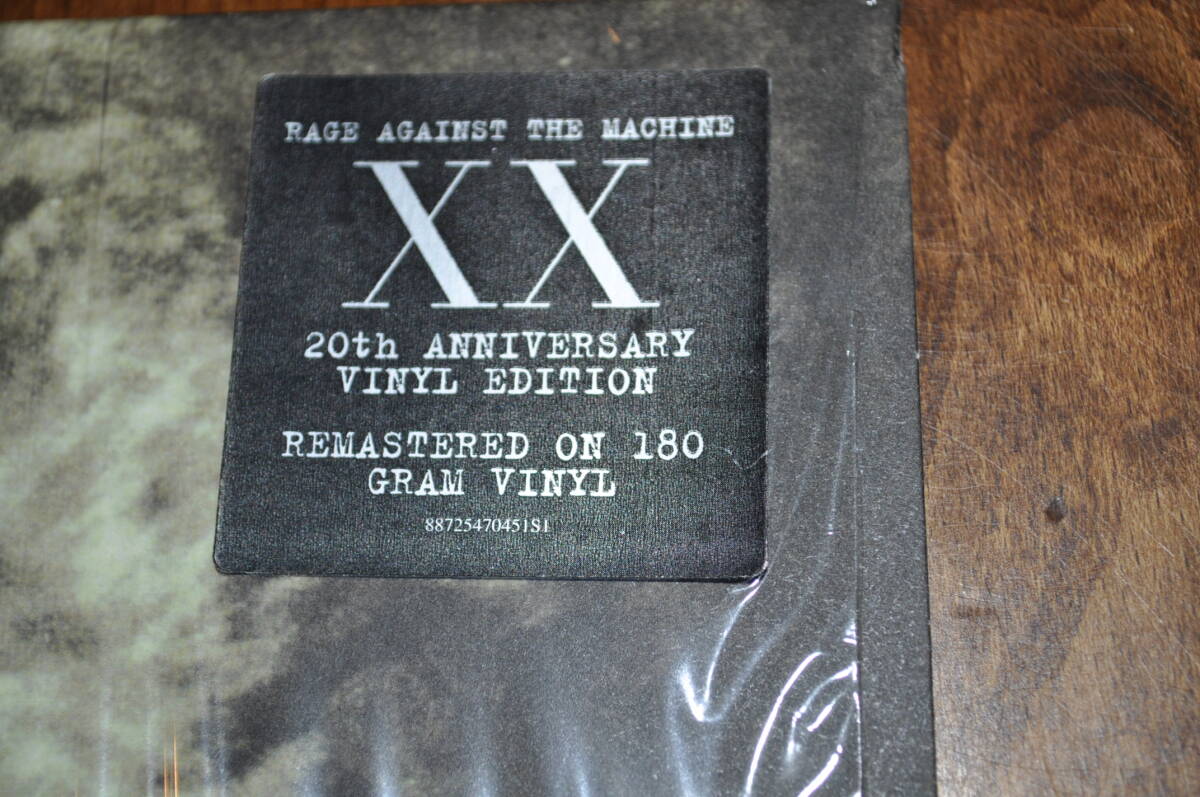 RAGE AGAINST THE MACHINE
XX
20th ANNIVERSARY
VINYL EDITION
REMASTERED ON 180
GRAM VINYL
88725470451S1